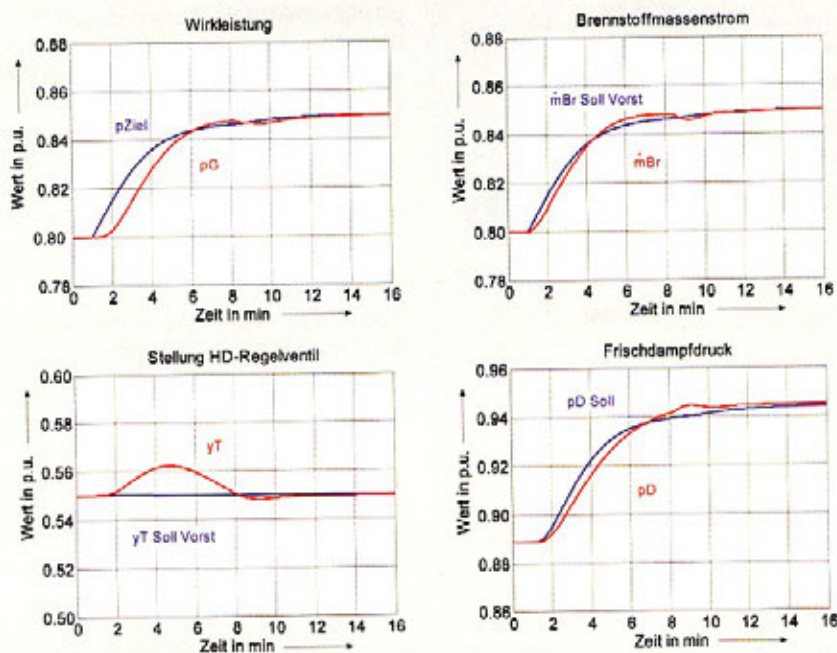 Wirkleistung
Wert in p.u.
0.88
0.86
0.84
0.82
0.80
0.78
pZiel
pG
0 2 4 6 8 10 12 14 16
Zeit in min
Brennstoffmassenstrom
Wert in p.u.
0.88
0.86
0.84
0.82
0.80
0.78
ṁBr Soll Vorst
ṁBr
0 2 4 6 8 10 12 14 16
Zeit in min
Stellung HD-Regelventil
Wert in p.u.
0.60
0.58
0.56
0.55
0.52
0.50
yT
yT Soll Vorst
0 2 4 6 8 10 12 14 16
Zeit in min
Frischdampfdruck
Wert in p.u.
0.96
0.94
0.92
0.90
0.88
0.86
pD Soll
pD
0 2 4 6 8 10 12 14 16
Zeit in min